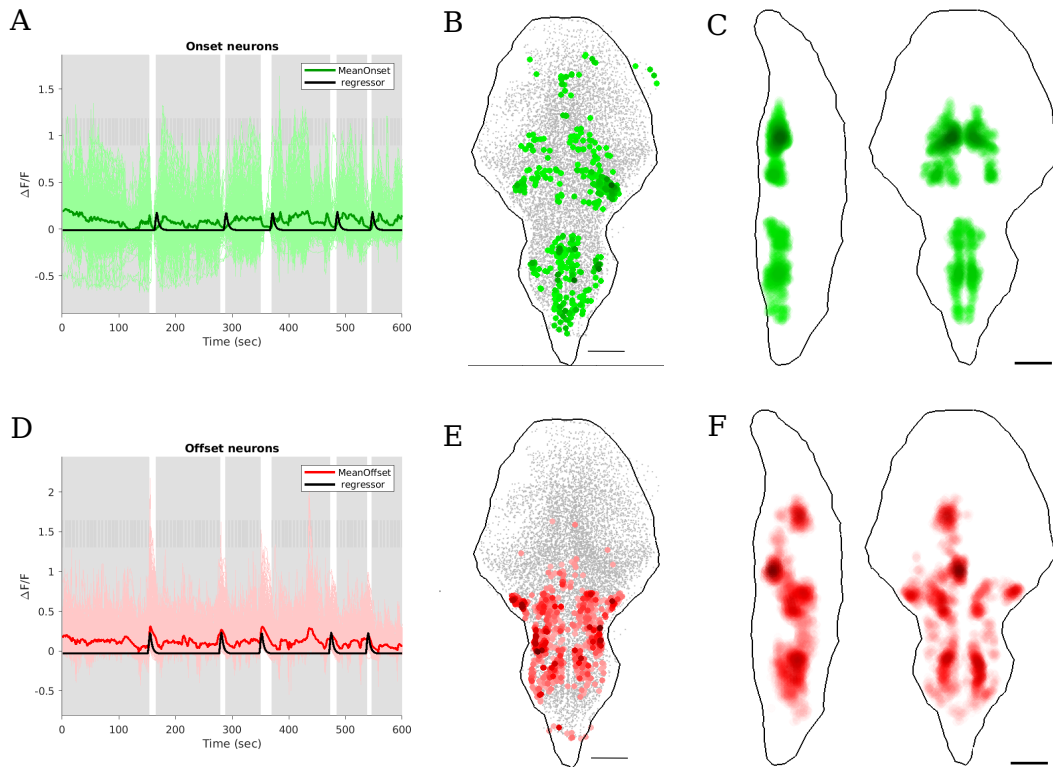 A
Onset neurons
MeanOnset
regressor
ΔF/F
1.5
1
0.5
0
-0.5
0 100 200 300 400 500 600
Time (sec)
B
C
D
Offset neurons
MeanOffset
regressor
ΔF/F
2
1.5
1
0.5
0
-0.5
0 100 200 300 400 500 600
Time (sec)
E
F